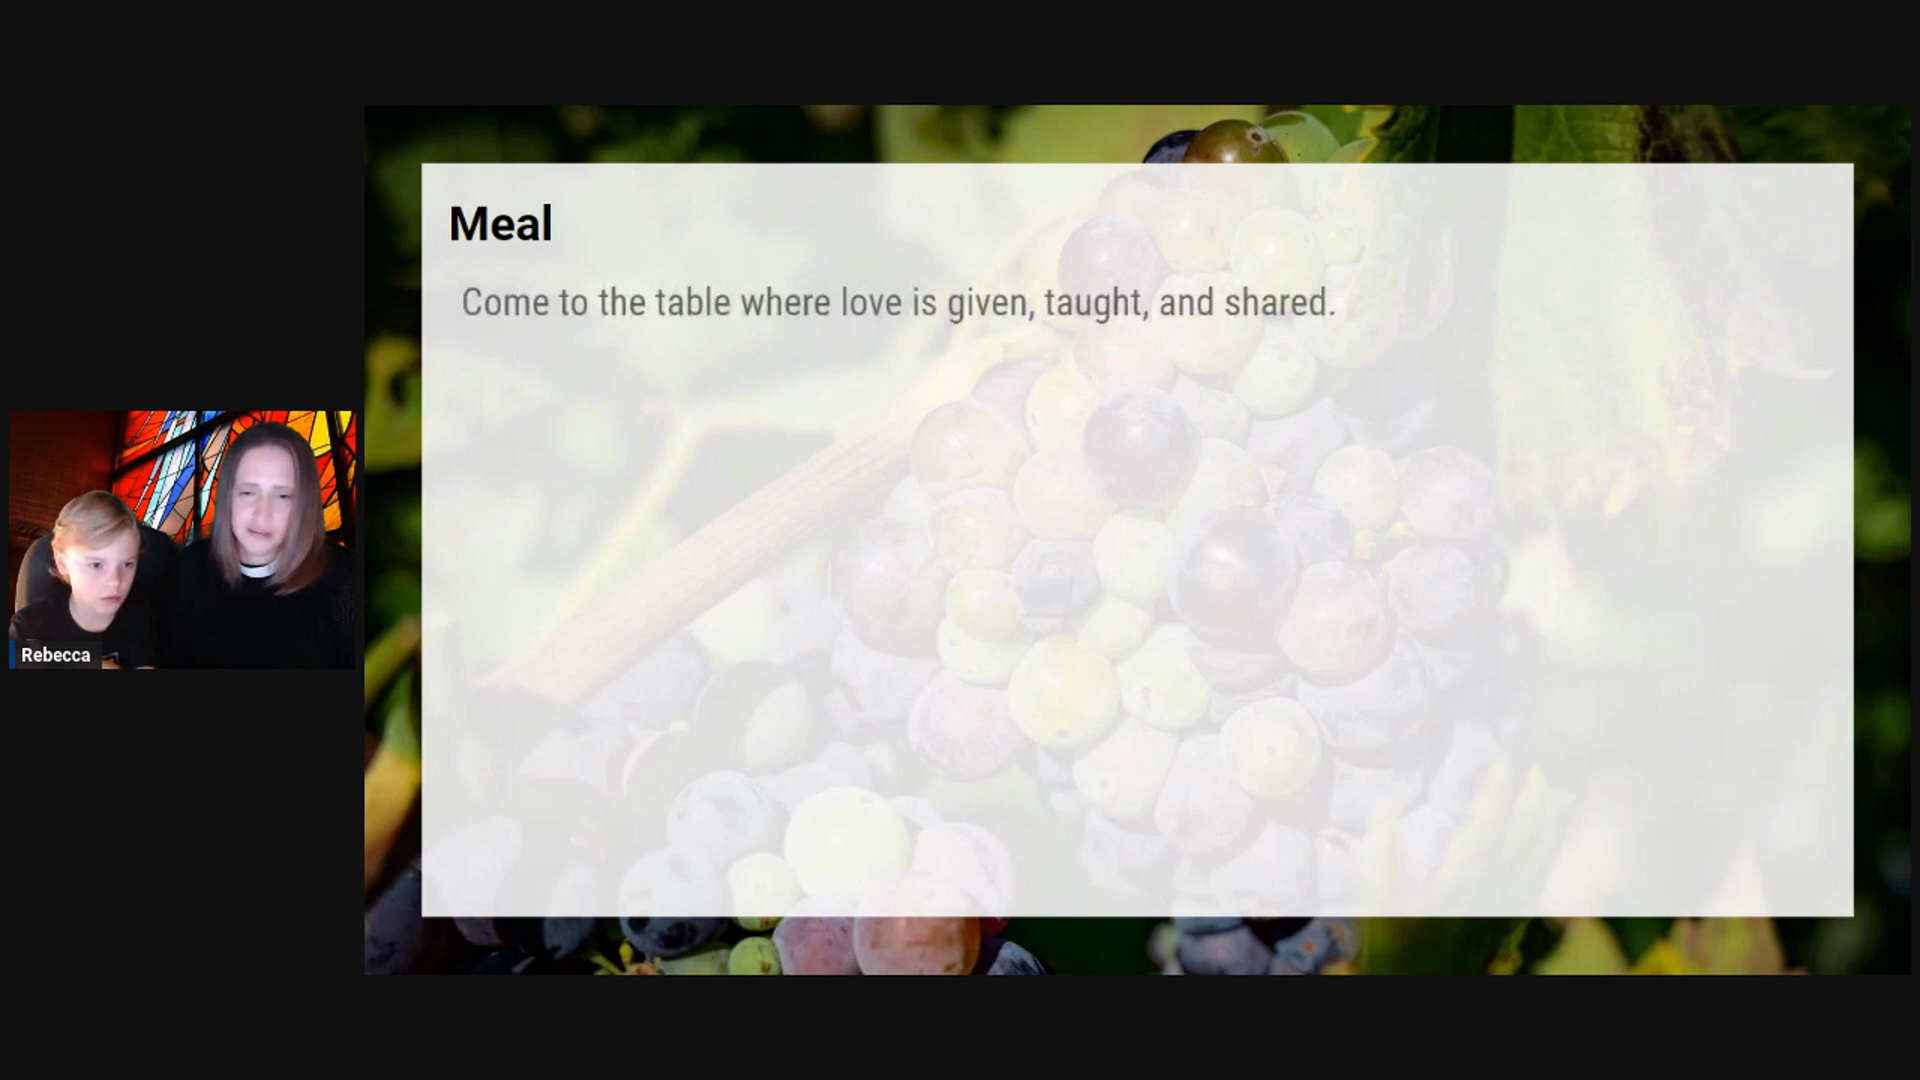 Meal
Come to the table where love is given, taught, and shared.
Rebecca